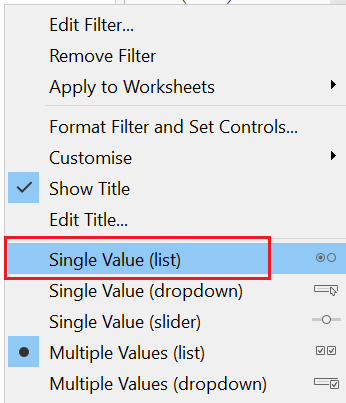 Edit Filter...
Remove Filter
Apply to Worksheets
Format Filter and Set Controls...
Customise
Show Title
Edit Title...
Single Value (list)
Single Value (dropdown)
Single Value (slider)
Multiple Values (list)
Multiple Values (dropdown)